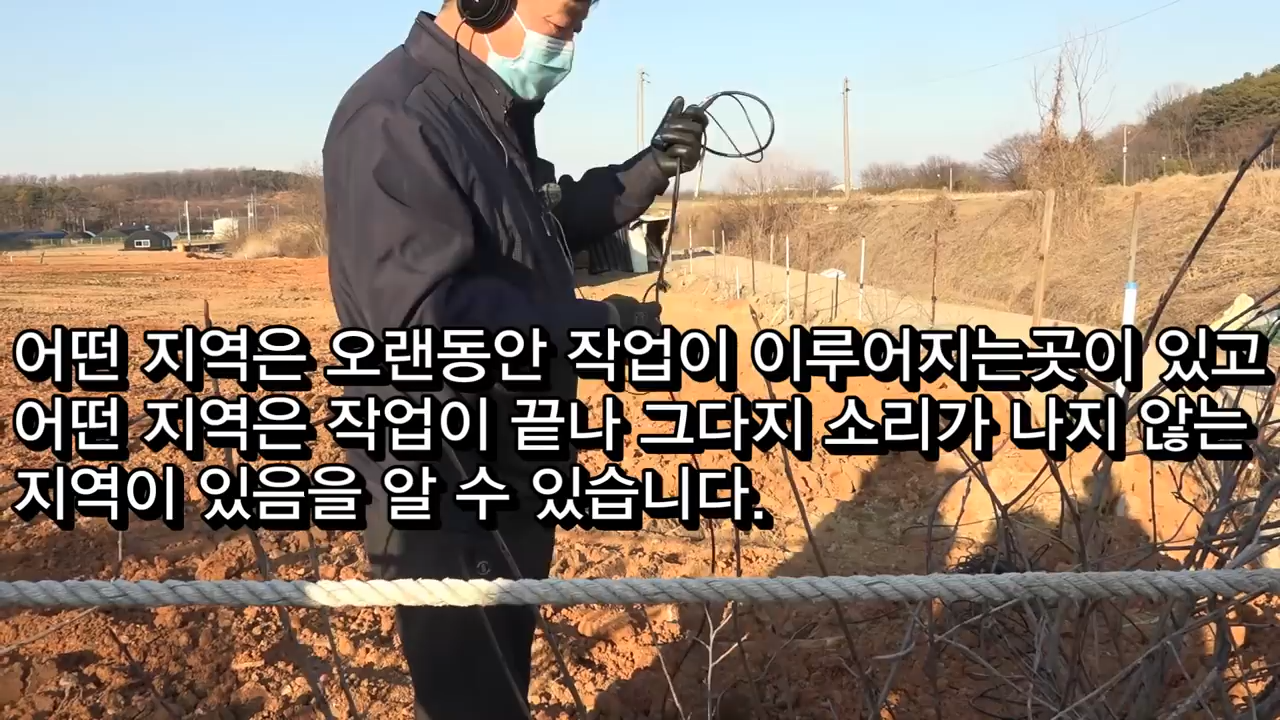 어떤 지역은 오랜동안 작업이 이루어지는곳이 있고
어떤 지역은 작업이 끝나 그다지 소리가 나지 않는
지역이 있음을 알 수 있습니다.